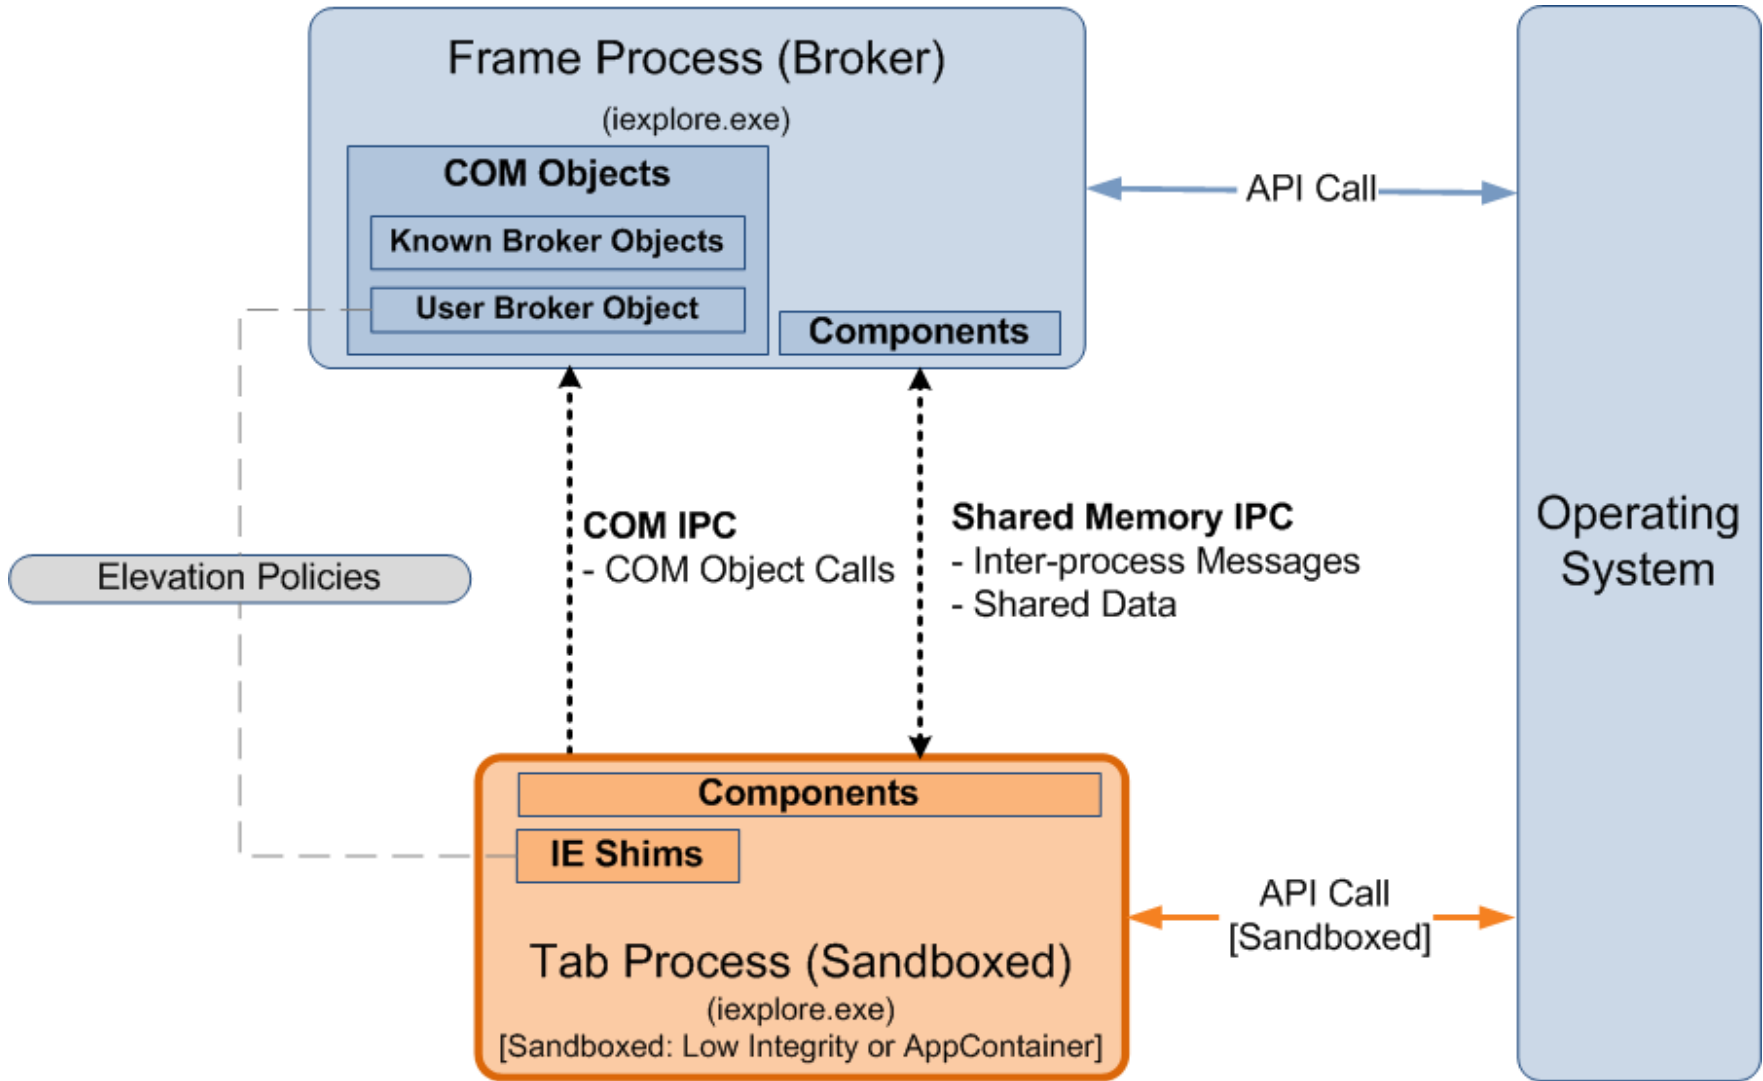 Frame Process (Broker)
(iexplore.exe)
COM Objects
Known Broker Objects
User Broker Object
Components
API Call
COM IPC
- COM Object Calls
Shared Memory IPC
- Inter-process Messages
- Shared Data
Operating
System
Elevation Policies
Components
IE Shims
Tab Process (Sandboxed)
(iexplore.exe)
[Sandboxed: Low Integrity or AppContainer]
API Call
[Sandboxed]